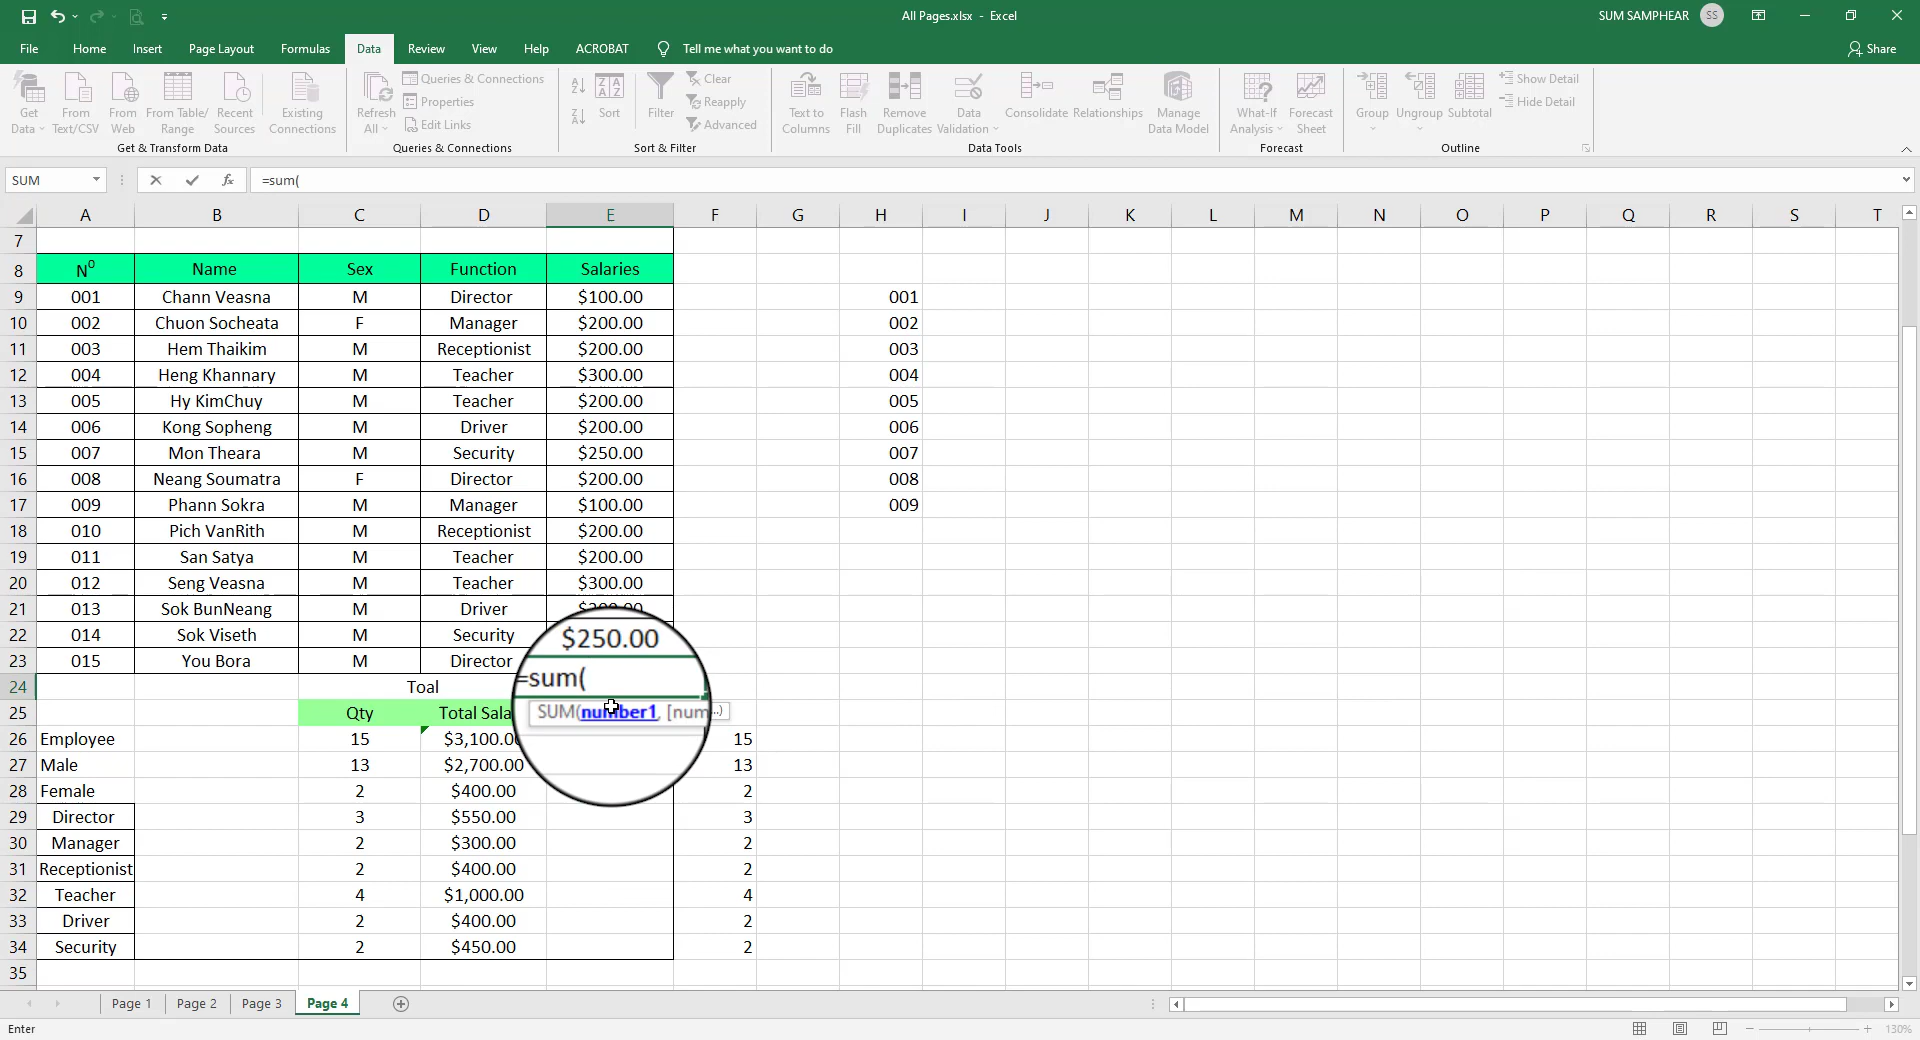 All Pages.xlsx - Excel
SUM SAMPHEAR SS
File Home Insert Page Layout Formulas Data Review View Help ACROBAT Tell me what you want to do Share
Get Data From Text/CSV From Web From Table/ Range Recent Sources Existing Connections
Get & Transform Data
Refresh All Queries & Connections Properties Edit Links
Queries & Connections
Sort Filter Clear Reapply Advanced
Sort & Filter
Text to Columns Flash Fill Remove Duplicates Data Validation Consolidate Relationships Manage Data Model
Data Tools
What-If Analysis Forecast Sheet
Forecast
Group Ungroup Subtotal Show Detail Hide Detail
Outline
SUM fx =sum(
A B C D E F G H I J K L M N O P Q R S T
7
8 N⁰ Name Sex Function Salaries
9 001 Chann Veasna M Director $100.00 001
10 002 Chuon Socheata F Manager $200.00 002
11 003 Hem Thaikim M Receptionist $200.00 003
12 004 Heng Khannary M Teacher $300.00 004
13 005 Hy KimChuy M Teacher $200.00 005
14 006 Kong Sopheng M Driver $200.00 006
15 007 Mon Theara M Security $250.00 007
16 008 Neang Soumatra F Director $200.00 008
17 009 Phann Sokra M Manager $100.00 009
18 010 Pich VanRith M Receptionist $200.00
19 011 San Satya M Teacher $200.00
20 012 Seng Veasna M Teacher $300.00
21 013 Sok BunNeang M Driver
22 014 Sok Viseth M Security
23 015 You Bora M Director $250.00
24 Toal =sum(
25 Qty Total Sala SUM(number1, [num ...)
26 Employee 15 $3,100.0 15
27 Male 13 $2,700.00 13
28 Female 2 $400.00 2
29 Director 3 $550.00 3
30 Manager 2 $300.00 2
31 Receptionist 2 $400.00 2
32 Teacher 4 $1,000.00 4
33 Driver 2 $400.00 2
34 Security 2 $450.00 2
35
Page 1 Page 2 Page 3 Page 4
Enter 130%